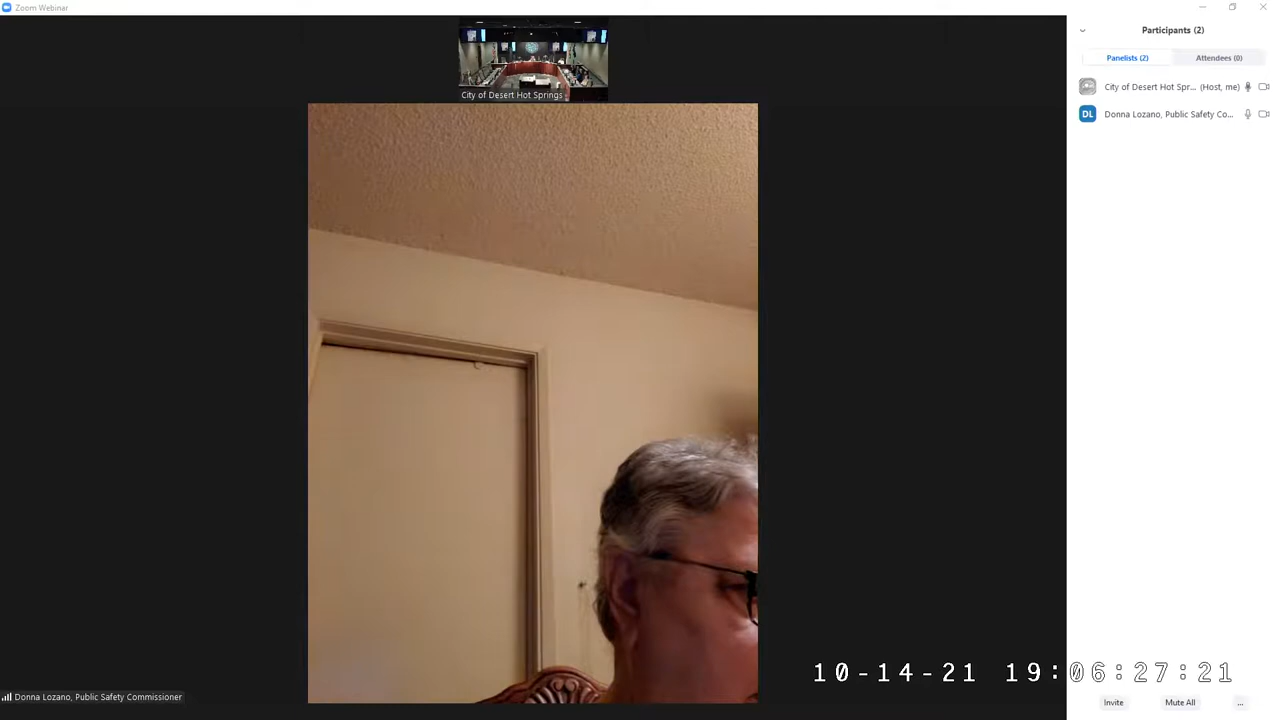 Zoom Webinar
Participants (2)
Panelists (2)
Attendees (0)
City of Desert Hot Spr... (Host, me)
DL
Donna Lozano, Public Safety Co...
City of Desert Hot Springs
Donna Lozano, Public Safety Commissioner
10-14-21 19:06:27:21
Invite
Mute All
...